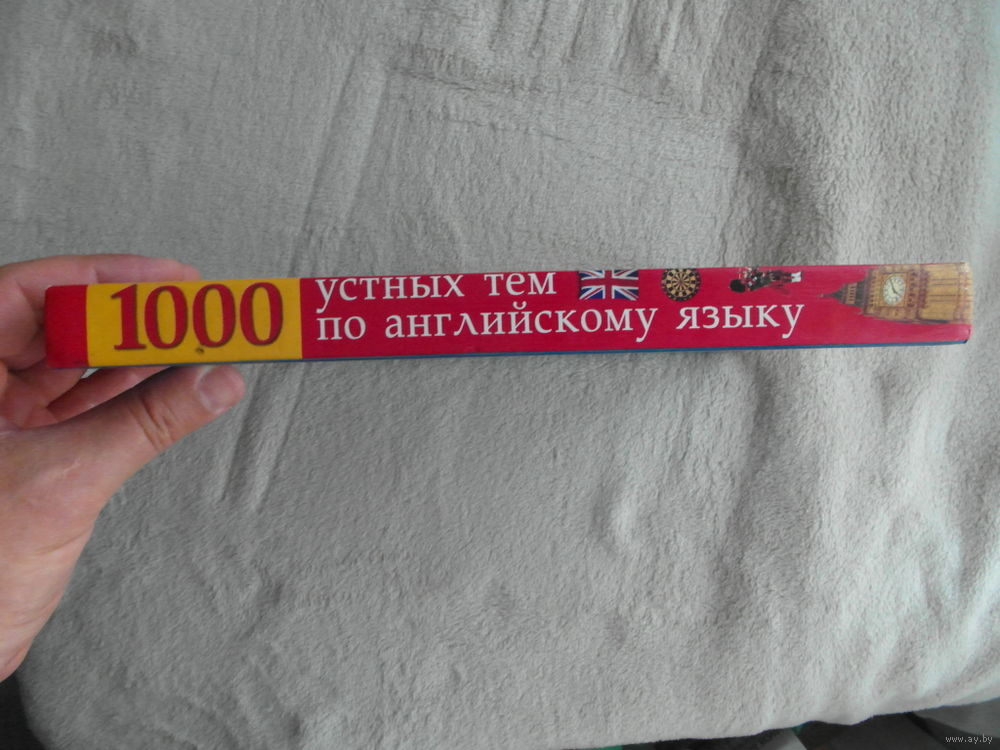 1000
устных тем
по английскому языку
www.ay.by